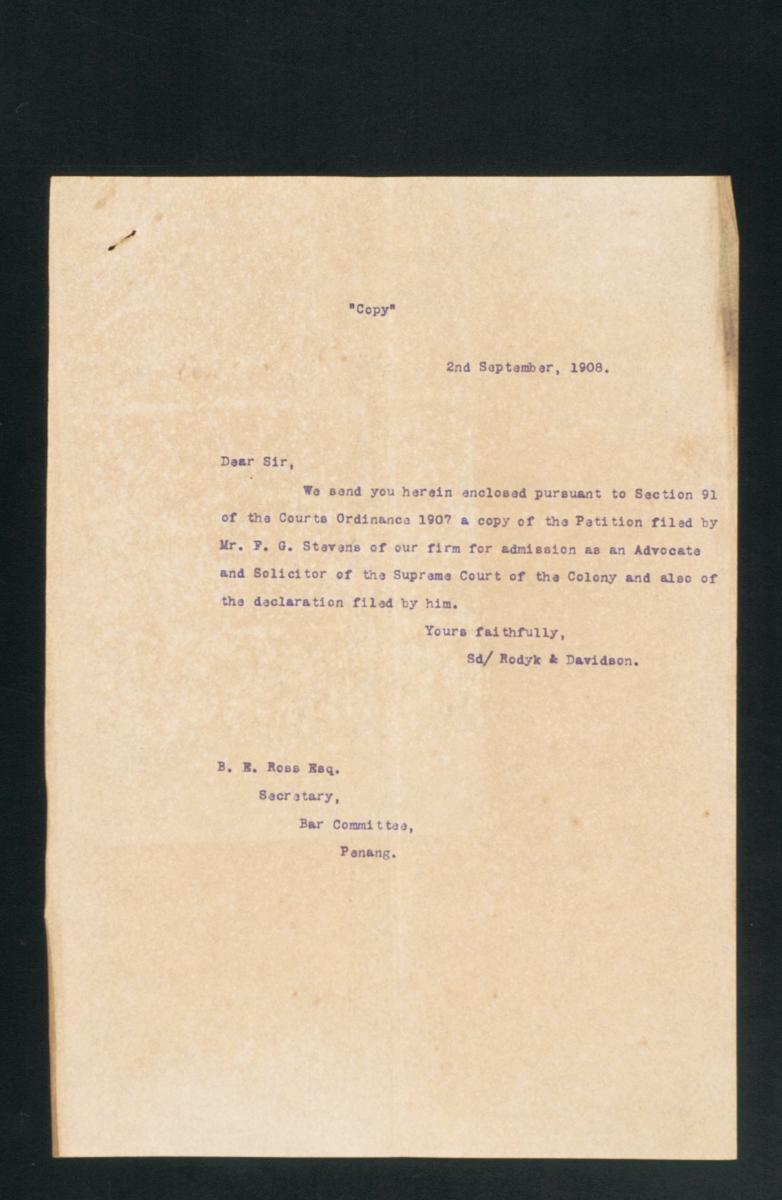 "Copy"
2nd September, 1908.
Dear Sir,
We send you herein enclosed pursuant to Section 91
of the Courts Ordinance 1907 a copy of the Petition filed by
Mr. F. G. Stevens of our firm for admission as an Advocate
and Solicitor of the Supreme Court of the Colony and also of
the declaration filed by him.
Yours faithfully,
Sd/ Rodyk & Davidson.
B. E. Ross Esq.
Secretary,
Bar Committee,
Penang.